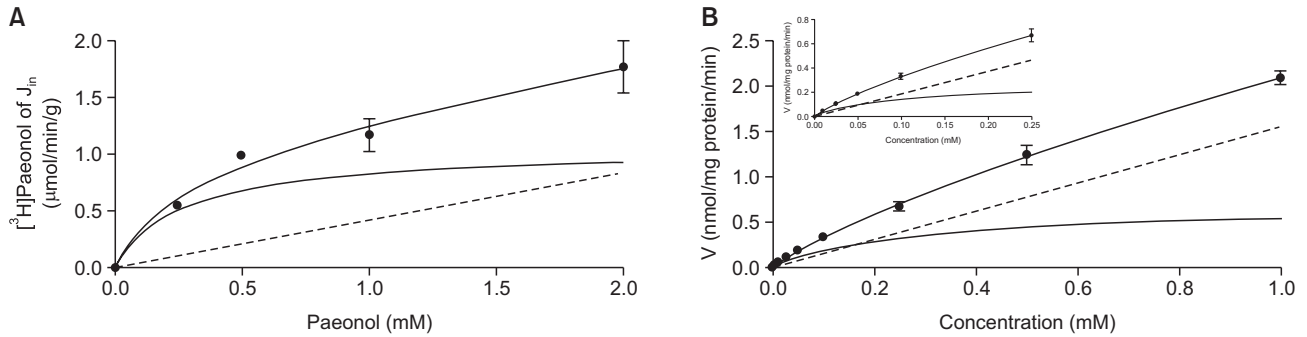 A
[³H]Paeonol of J_in
(μmol/min/g)
2.0
1.5
1.0
0.5
0.0
0.0 0.5 1.0 1.5 2.0
Paeonol (mM)
B
V (nmol/mg protein/min)
2.5
2.0
1.5
1.0
0.5
0.0
0.0 0.2 0.4 0.6 0.8 1.0
Concentration (mM)
V (nmol/mg protein/min)
0.8
0.6
0.4
0.2
0.0
0.00 0.05 0.10 0.15 0.20 0.25
Concentration (mM)